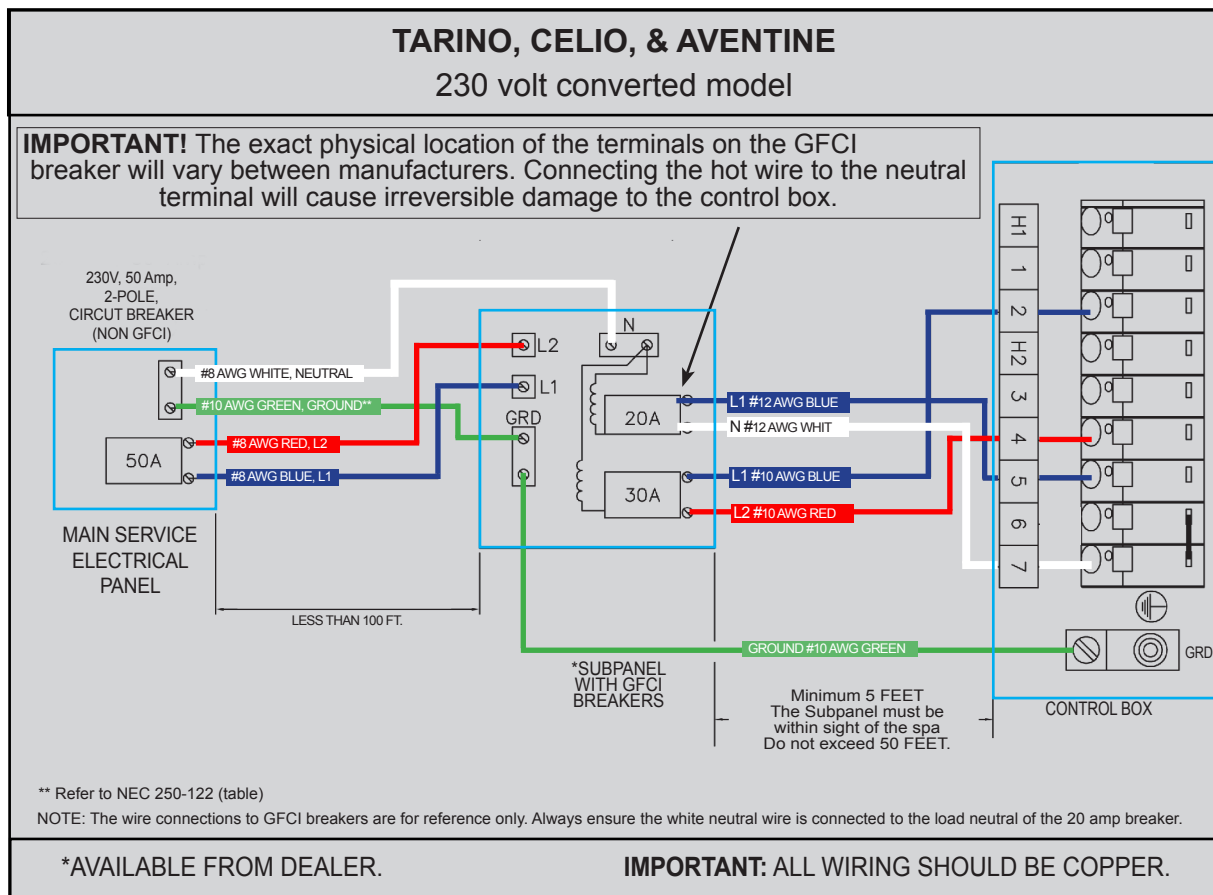 TARINO, CELIO, & AVENTINE
230 volt converted model
IMPORTANT! The exact physical location of the terminals on the GFCI
breaker will vary between manufacturers. Connecting the hot wire to the neutral
terminal will cause irreversible damage to the control box.
230V, 50 Amp,
2-POLE,
CIRCUT BREAKER
(NON GFCI)
#8 AWG WHITE, NEUTRAL
#10 AWG GREEN, GROUND**
#8 AWG RED, L2
#8 AWG BLUE, L1
50A
MAIN SERVICE
ELECTRICAL
PANEL
LESS THAN 100 FT.
L2
L1
GRD
N
20A
30A
*SUBPANEL
WITH GFCI
BREAKERS
L1 #12 AWG BLUE
N #12 AWG WHIT
L1 #10 AWG BLUE
L2 #10 AWG RED
GROUND #10 AWG GREEN
Minimum 5 FEET
The Subpanel must be
within sight of the spa
Do not exceed 50 FEET.
H1
1
2
H2
3
4
5
6
7
GRD
CONTROL BOX
** Refer to NEC 250-122 (table)
NOTE: The wire connections to GFCI breakers are for reference only. Always ensure the white neutral wire is connected to the load neutral of the 20 amp breaker.
*AVAILABLE FROM DEALER.
IMPORTANT: ALL WIRING SHOULD BE COPPER.